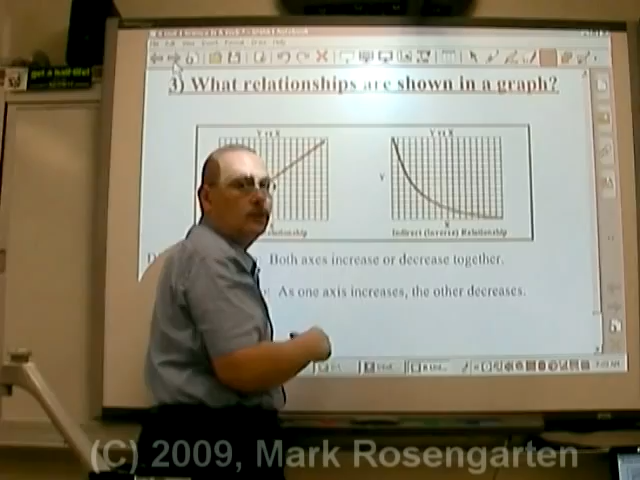 get a half-life!
3) What relationships are shown in a graph?
Y vs X
Y vs X
Y
X
Relationship
Indirect (Inverse) Relationship
Both axes increase or decrease together.
As one axis increases, the other decreases.
(C) 2009, Mark Rosengarten